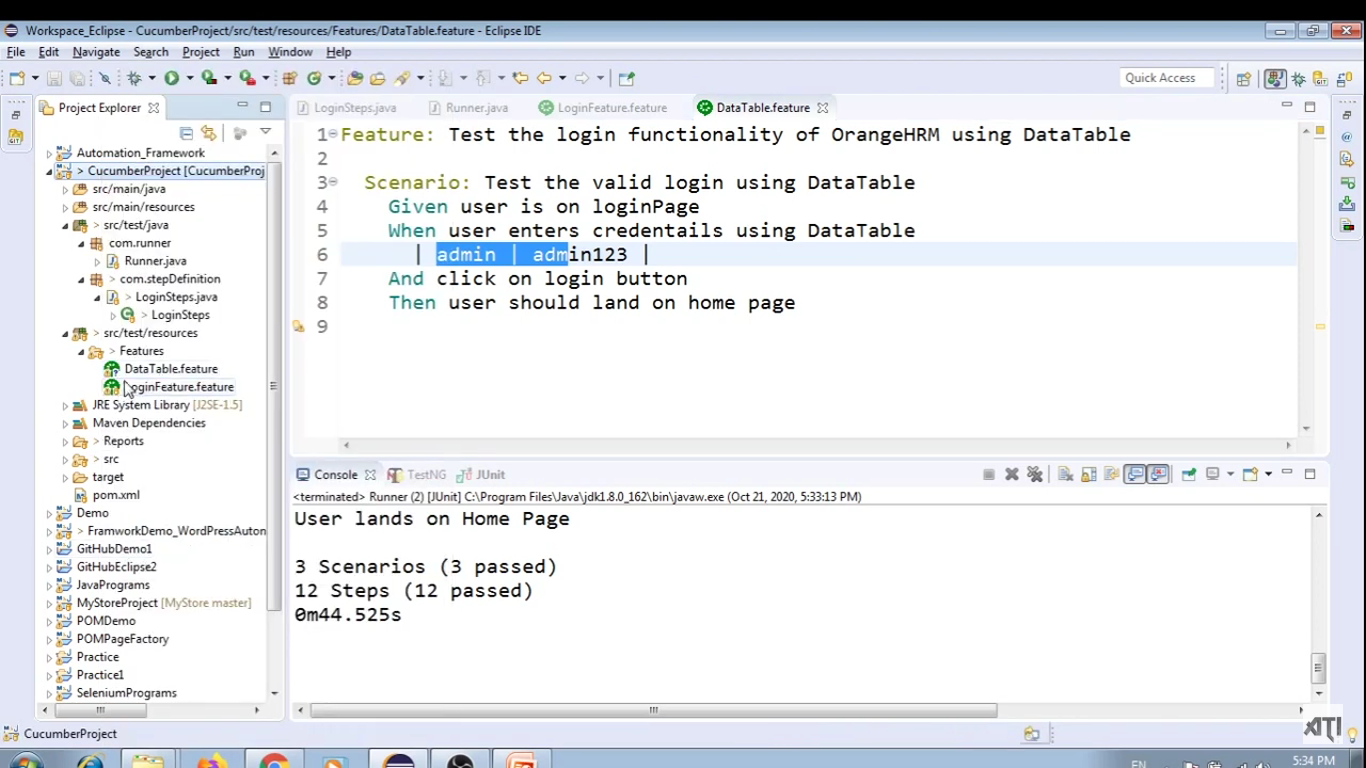 Workspace_Eclipse - CucumberProject/src/test/resources/Features/DataTable.feature - Eclipse IDE
File Edit Navigate Search Project Run Window Help
Quick Access
Project Explorer
LoginSteps.java Runner.java LoginFeature.feature DataTable.feature
Automation_Framework
> CucumberProject [CucumberProj
src/main/java
src/main/resources
> src/test/java
com.runner
Runner.java
> com.stepDefinition
> LoginSteps.java
> LoginSteps
> src/test/resources
> Features
DataTable.feature
LoginFeature.feature
JRE System Library [J2SE-1.5]
Maven Dependencies
> Reports
> src
target
pom.xml
Demo
> FramworkDemo_WordPressAuton
GitHubDemo1
GitHubEclipse2
JavaPrograms
MyStoreProject [MyStore master]
POMDemo
POMPageFactory
Practice
Practice1
SeleniumPrograms
1 Feature: Test the login functionality of OrangeHRM using DataTable
2
3 Scenario: Test the valid login using DataTable
4 Given user is on loginPage
5 When user enters credentails using DataTable
6 | admin | admin123 |
7 And click on login button
8 Then user should land on home page
9
Console TestNG JUnit
<terminated> Runner (2) [JUnit] C:\Program Files\Java\jdk1.8.0_162\bin\javaw.exe (Oct 21, 2020, 5:33:13 PM)
User lands on Home Page
3 Scenarios (3 passed)
12 Steps (12 passed)
0m44.525s
CucumberProject
ATI
EN
5:34 PM